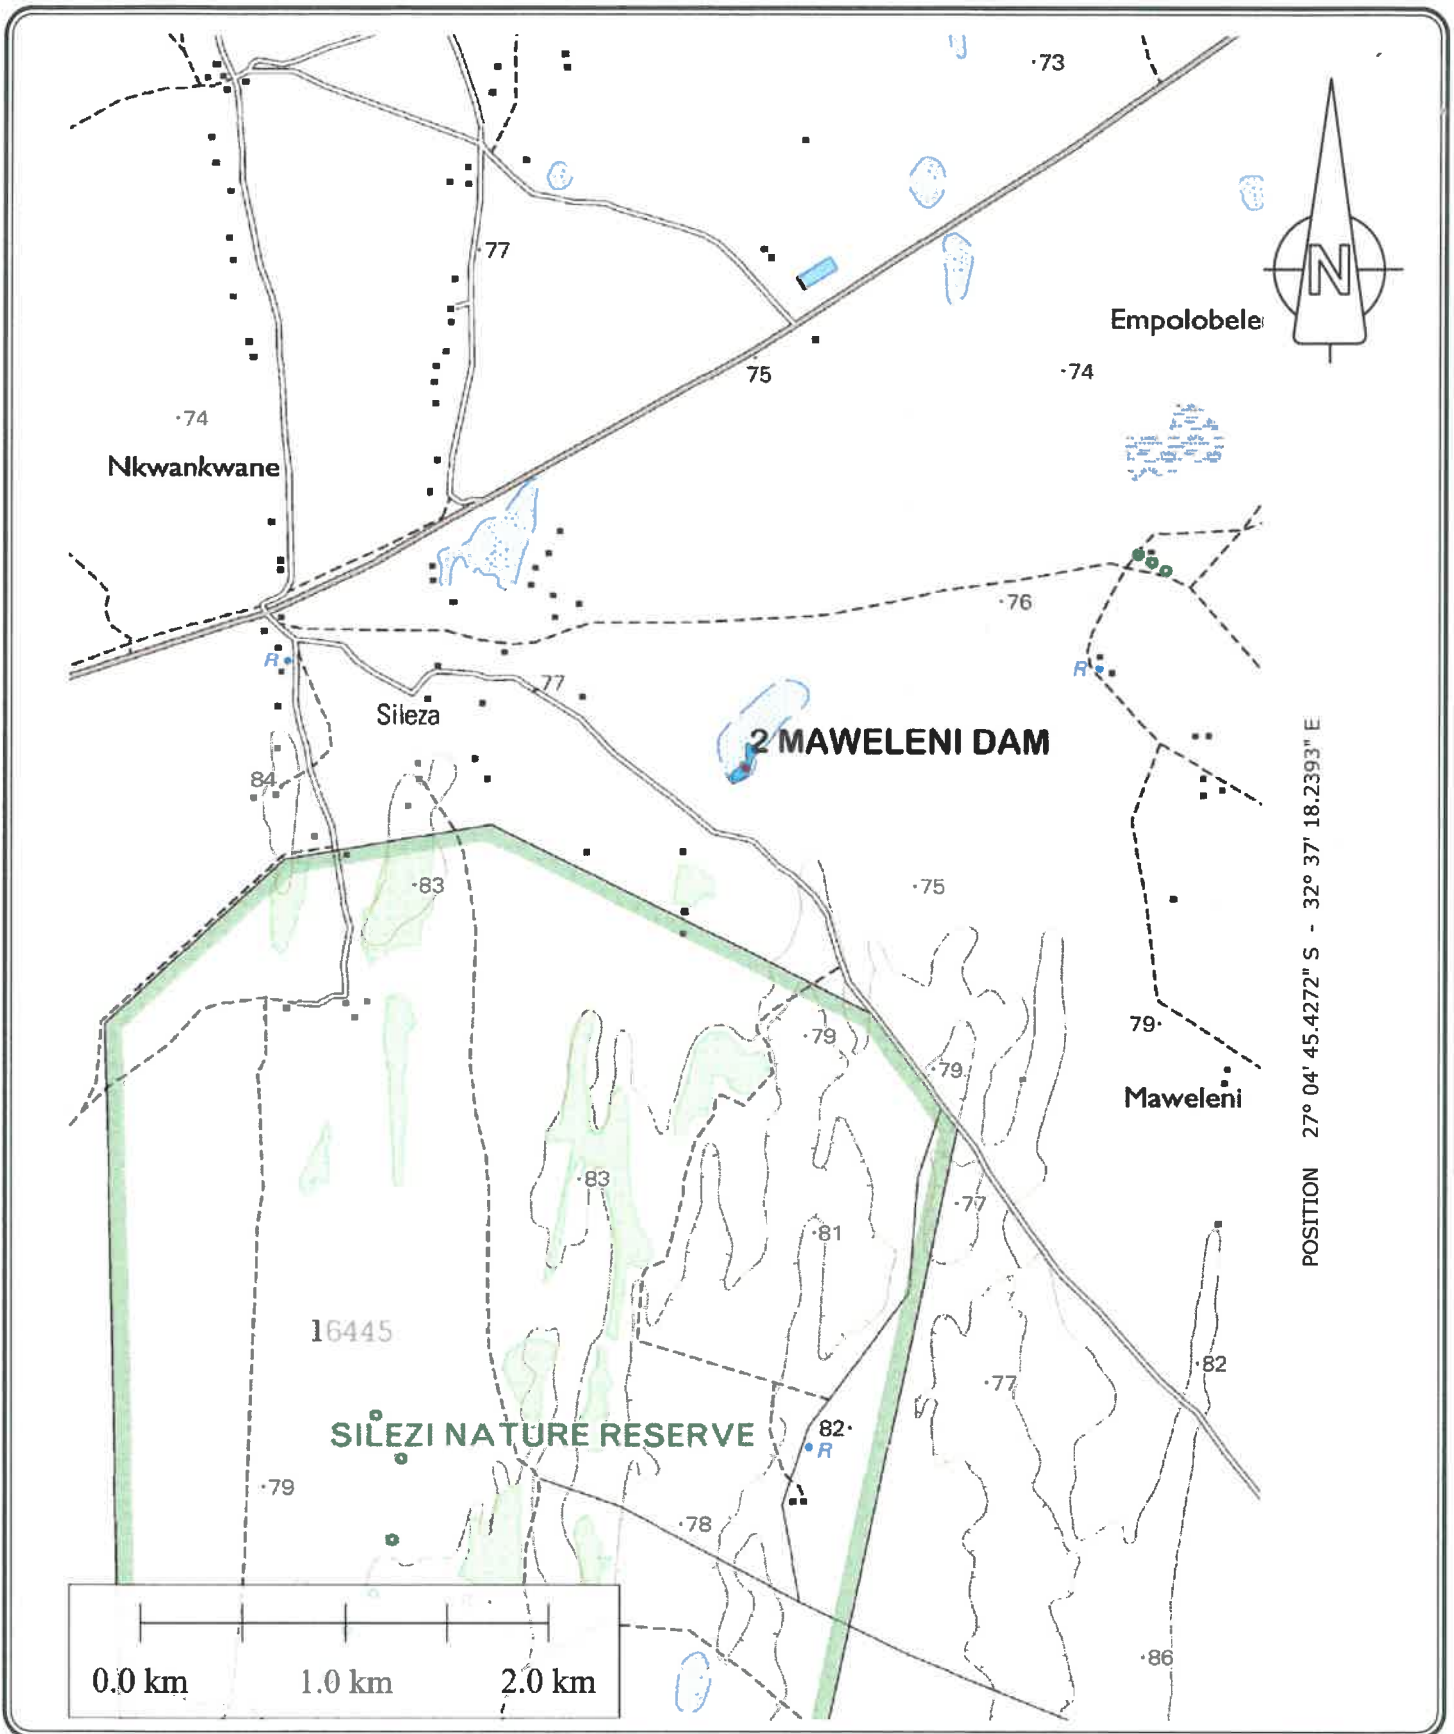 ·73
N
·77
Empolobele
75
·74
·74
Nkwankwane
·76
R
R
77
Sileza
2 MAWELENI DAM
84
·83
·75
POSITION 27° 04' 45.4272" S - 32° 37' 18.2393" E
79·
·79
·79
Maweleni
·83
·77
·81
16445
·82
·77
82·
SILEZI NATURE RESERVE
R
·79
·78
·86
0.0 km 1.0 km 2.0 km